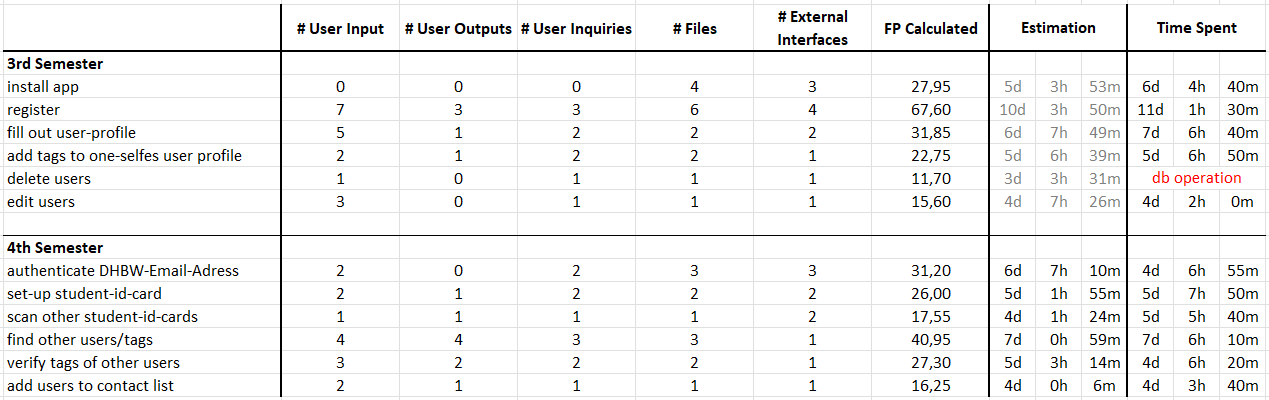 # User Input # User Outputs # User Inquiries # Files # External Interfaces FP Calculated Estimation Time Spent
3rd Semester
install app 0 0 0 4 3 27,95 5d 3h 53m 6d 4h 40m
register 7 3 3 6 4 67,60 10d 3h 50m 11d 1h 30m
fill out user-profile 5 1 2 2 2 31,85 6d 7h 49m 7d 6h 40m
add tags to one-selfes user profile 2 1 2 2 1 22,75 5d 6h 39m 5d 6h 50m
delete users 1 0 1 1 1 11,70 3d 3h 31m db operation
edit users 3 0 1 1 1 15,60 4d 7h 26m 4d 2h 0m
4th Semester
authenticate DHBW-Email-Adress 2 0 2 3 3 31,20 6d 7h 10m 4d 6h 55m
set-up student-id-card 2 1 2 2 2 26,00 5d 1h 55m 5d 7h 50m
scan other student-id-cards 1 1 1 1 2 17,55 4d 1h 24m 5d 5h 40m
find other users/tags 4 4 3 3 1 40,95 7d 0h 59m 7d 6h 10m
verify tags of other users 3 2 2 2 1 27,30 5d 3h 14m 4d 6h 20m
add users to contact list 2 1 1 1 1 16,25 4d 0h 6m 4d 3h 40m